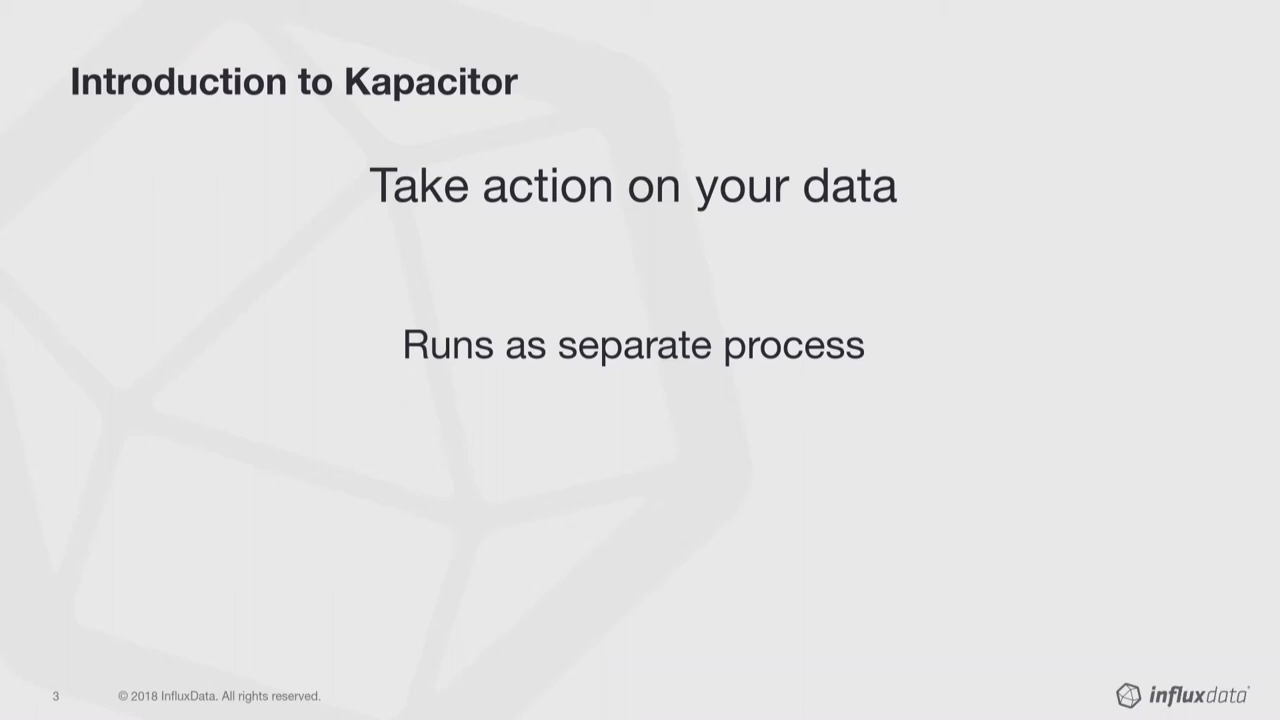 Introduction to Kapacitor
Take action on your data
Runs as separate process
3
© 2018 InfluxData. All rights reserved.
influxdata